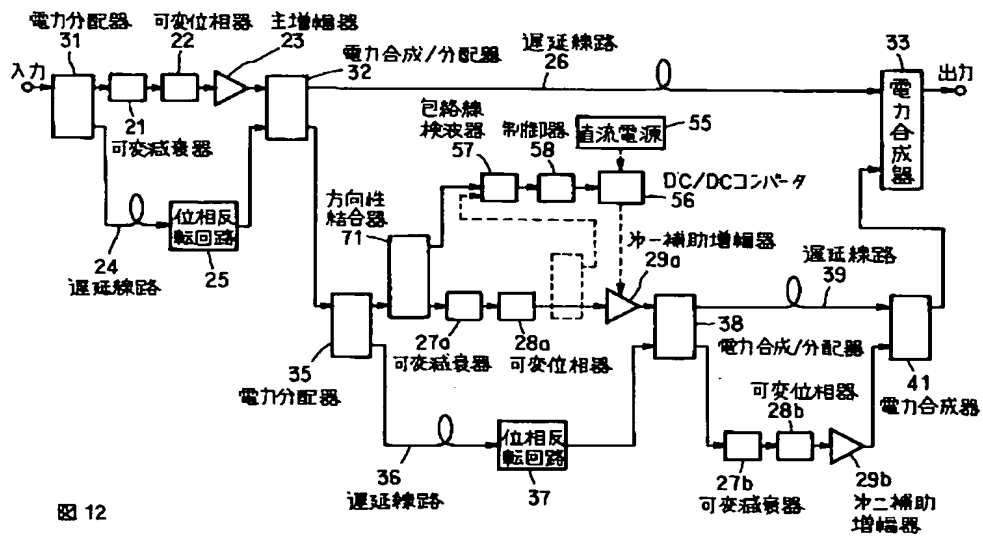 電力分配器
31
可変位相器
22
主増幅器
23
入力
21
可変減衰器
電力合成/分配器
32
遅延線路
26
33
電力合成器
出力
24
遅延線路
位相反
転回路
25
包絡線
検波器
57
制御器
58
直流電源
55
DC/DCコンバータ
56
方向性
結合器
71
第一補助増幅器
29a
遅延線路
39
35
電力分配器
27a
可変減衰器
28a
可変位相器
38
電力合成/分配器
41
電力合成器
36
遅延線路
位相反
転回路
37
可変位相器
28b
27b
可変減衰器
29b
第二補助
増幅器
図 12